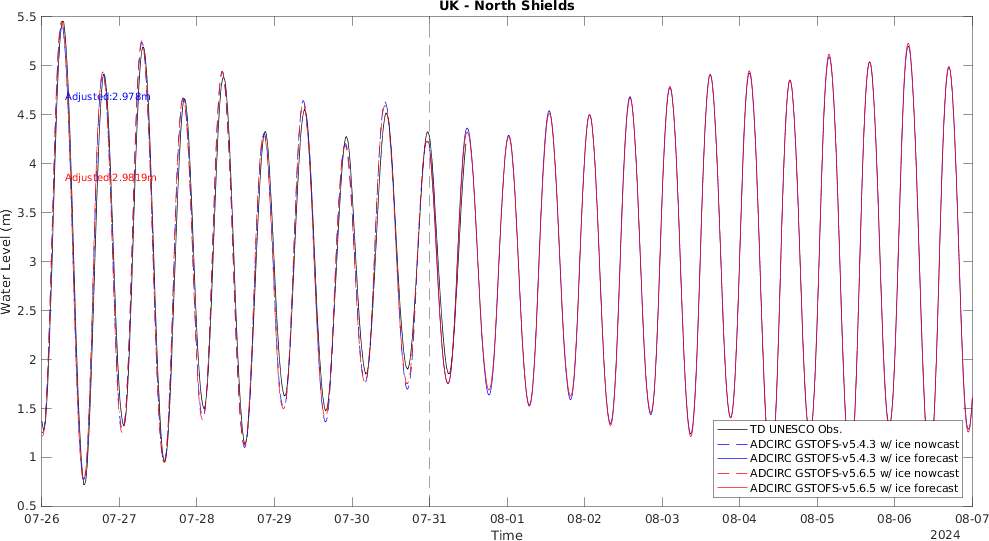 UK - North Shields
5.5
5
4.5
4
3.5
3
2.5
2
1.5
1
0.5
Water Level (m)
Adjusted:2.978m
Adjusted:2.9819m
TD UNESCO Obs.
ADCIRC GSTOFS-v5.4.3 w/ ice nowcast
ADCIRC GSTOFS-v5.4.3 w/ ice forecast
ADCIRC GSTOFS-v5.6.5 w/ ice nowcast
ADCIRC GSTOFS-v5.6.5 w/ ice forecast
07-26 07-27 07-28 07-29 07-30 07-31 08-01 08-02 08-03 08-04 08-05 08-06 08-07
Time
2024